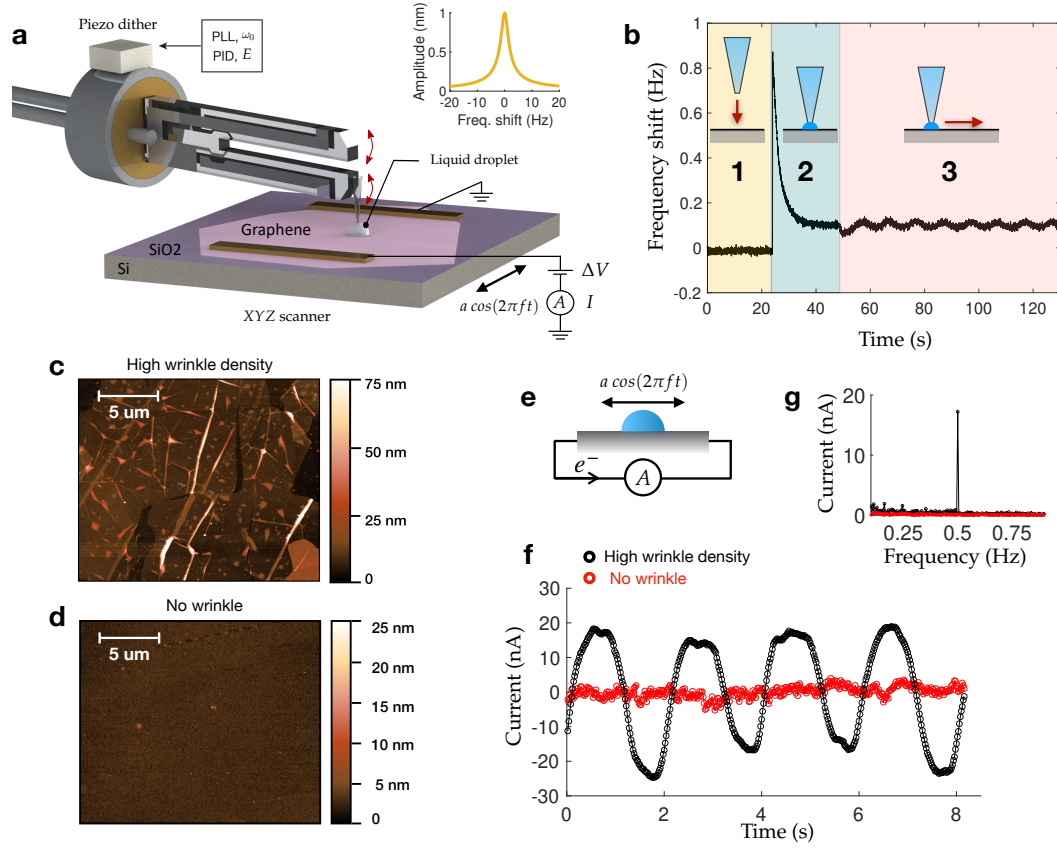 a
Piezo dither
PLL, ω₀
PID, E
Amplitude (nm)
1
0.5
0
-20
0
20
Freq. shift (Hz)
Liquid droplet
Graphene
SiO2
Si
XYZ scanner
a cos(2πft)
ΔV
A
I
b
Frequency shift (Hz)
1
0.8
0.6
0.4
0.2
0
-0.2
1
2
3
0
20
40
60
80
100
120
Time (s)
c
High wrinkle density
5 um
75 nm
50 nm
25 nm
0
d
No wrinkle
5 um
25 nm
20 nm
15 nm
10 nm
5 nm
0
e
a cos(2πft)
e⁻
A
g
Current (nA)
20
10
0
0.25
0.5
0.75
Frequency (Hz)
f
High wrinkle density
No wrinkle
Current (nA)
30
20
10
0
-10
-20
-30
0
2
4
6
8
Time (s)